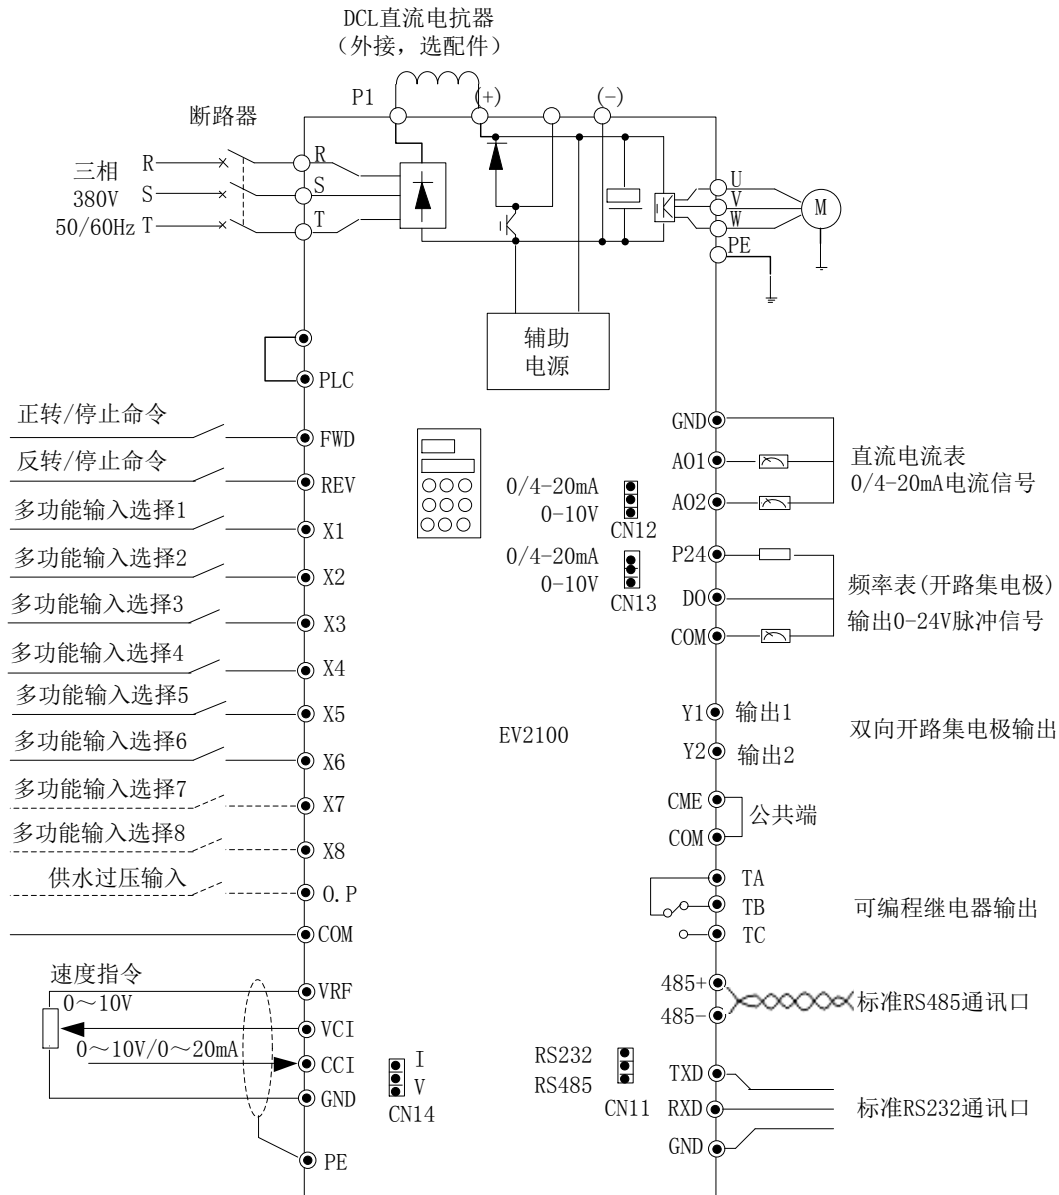 DCL直流电抗器
（外接，选配件）
P1
(+)
(-)
断路器
三相
380V
50/60Hz
R
S
T
R
S
T
U
V
W
PE
M
辅助
电源
PLC
正转/停止命令
FWD
反转/停止命令
REV
多功能输入选择1
X1
多功能输入选择2
X2
多功能输入选择3
X3
多功能输入选择4
X4
多功能输入选择5
X5
多功能输入选择6
X6
多功能输入选择7
X7
多功能输入选择8
X8
供水过压输入
O.P
COM
速度指令
0～10V
VRF
VCI
0～10V/0～20mA
CCI
GND
PE
I
V
CN14
0/4-20mA
0-10V
CN12
0/4-20mA
0-10V
CN13
EV2100
RS232
RS485
CN11
GND
AO1
AO2
直流电流表
0/4-20mA电流信号
P24
DO
COM
频率表(开路集电极)
输出0-24V脉冲信号
Y1
输出1
Y2
输出2
双向开路集电极输出
CME
COM
公共端
TA
TB
TC
可编程继电器输出
485+
485-
标准RS485通讯口
TXD
RXD
GND
标准RS232通讯口